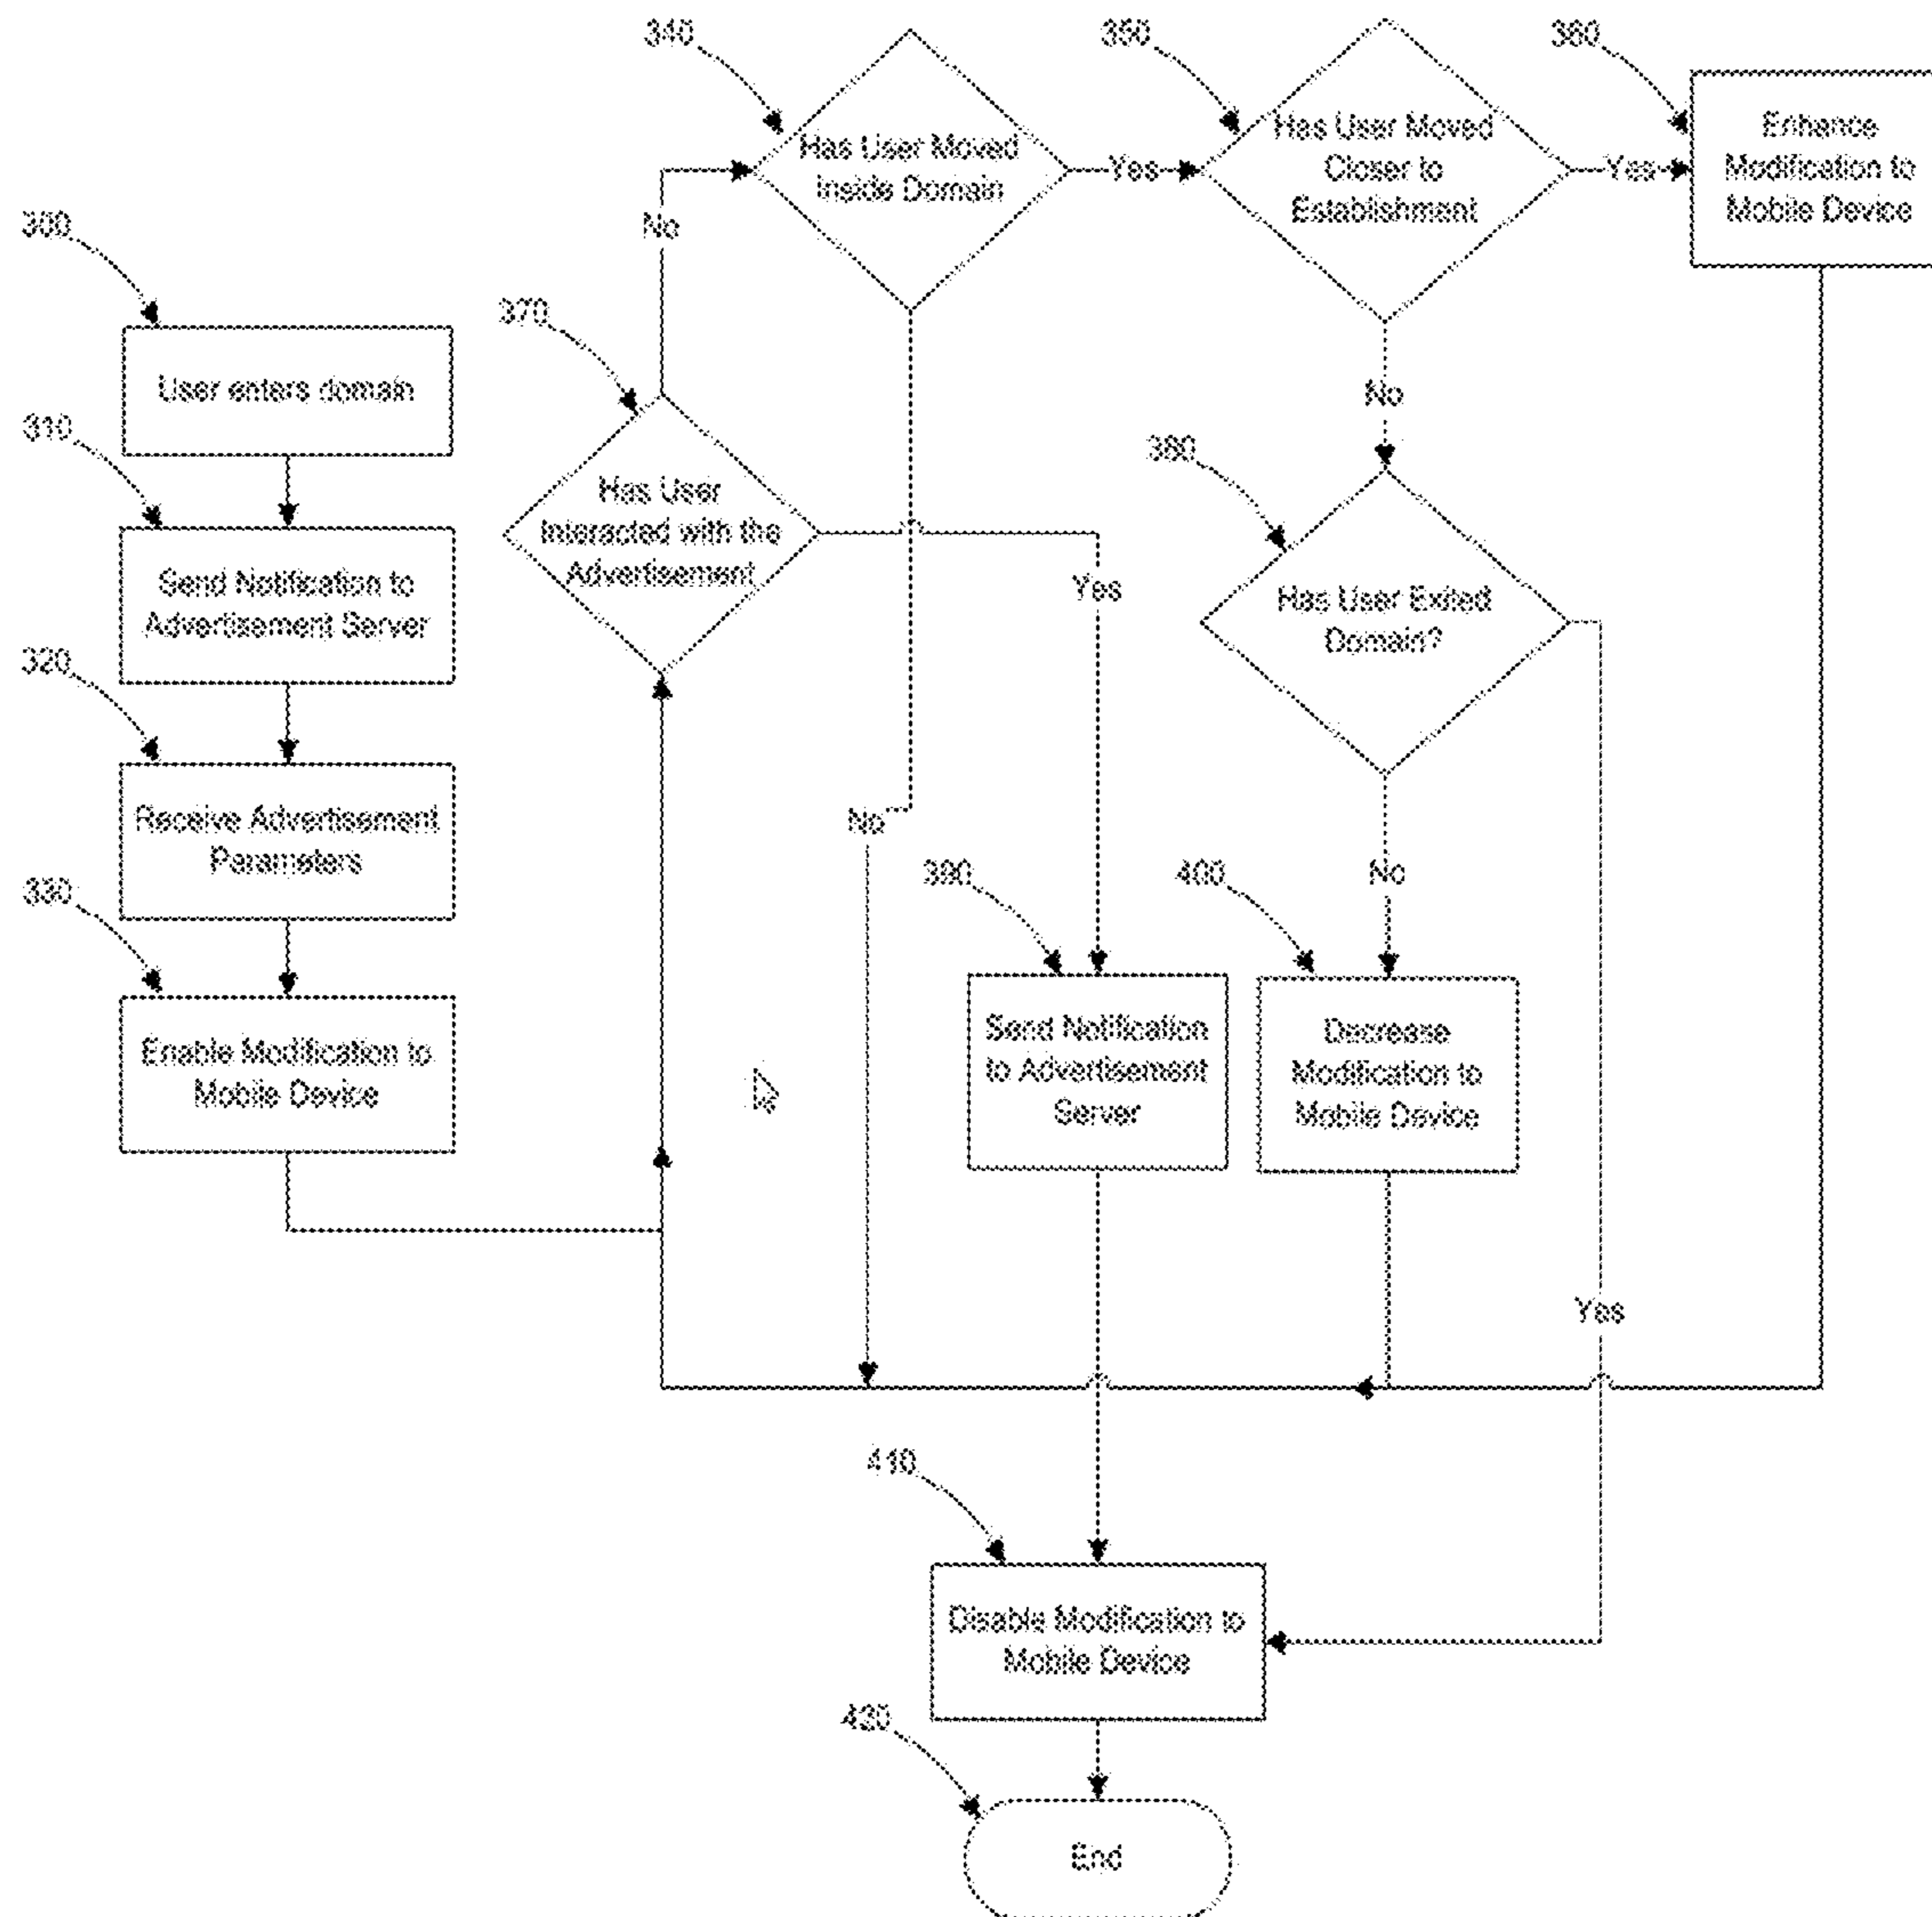 340
350
360
Has User Moved
Inside Domain
Yes
Has User Moved
Closer to
Establishment
Yes
Enhance
Modification to
Mobile Device
No
300
User enters domain
370
Has User
Interacted with the
Advertisement
No
310
Send Notification to
Advertizement Server
Yes
380
Has User Exited
Domain?
320
Receive Advertisement
Parameters
No
330
Enable Modification to
Mobile Device
390
Send Notification
to Advertisement
Server
400
No
Decrease
Modification to
Mobile Device
Yes
410
Disable Modification to
Mobile Device
420
End